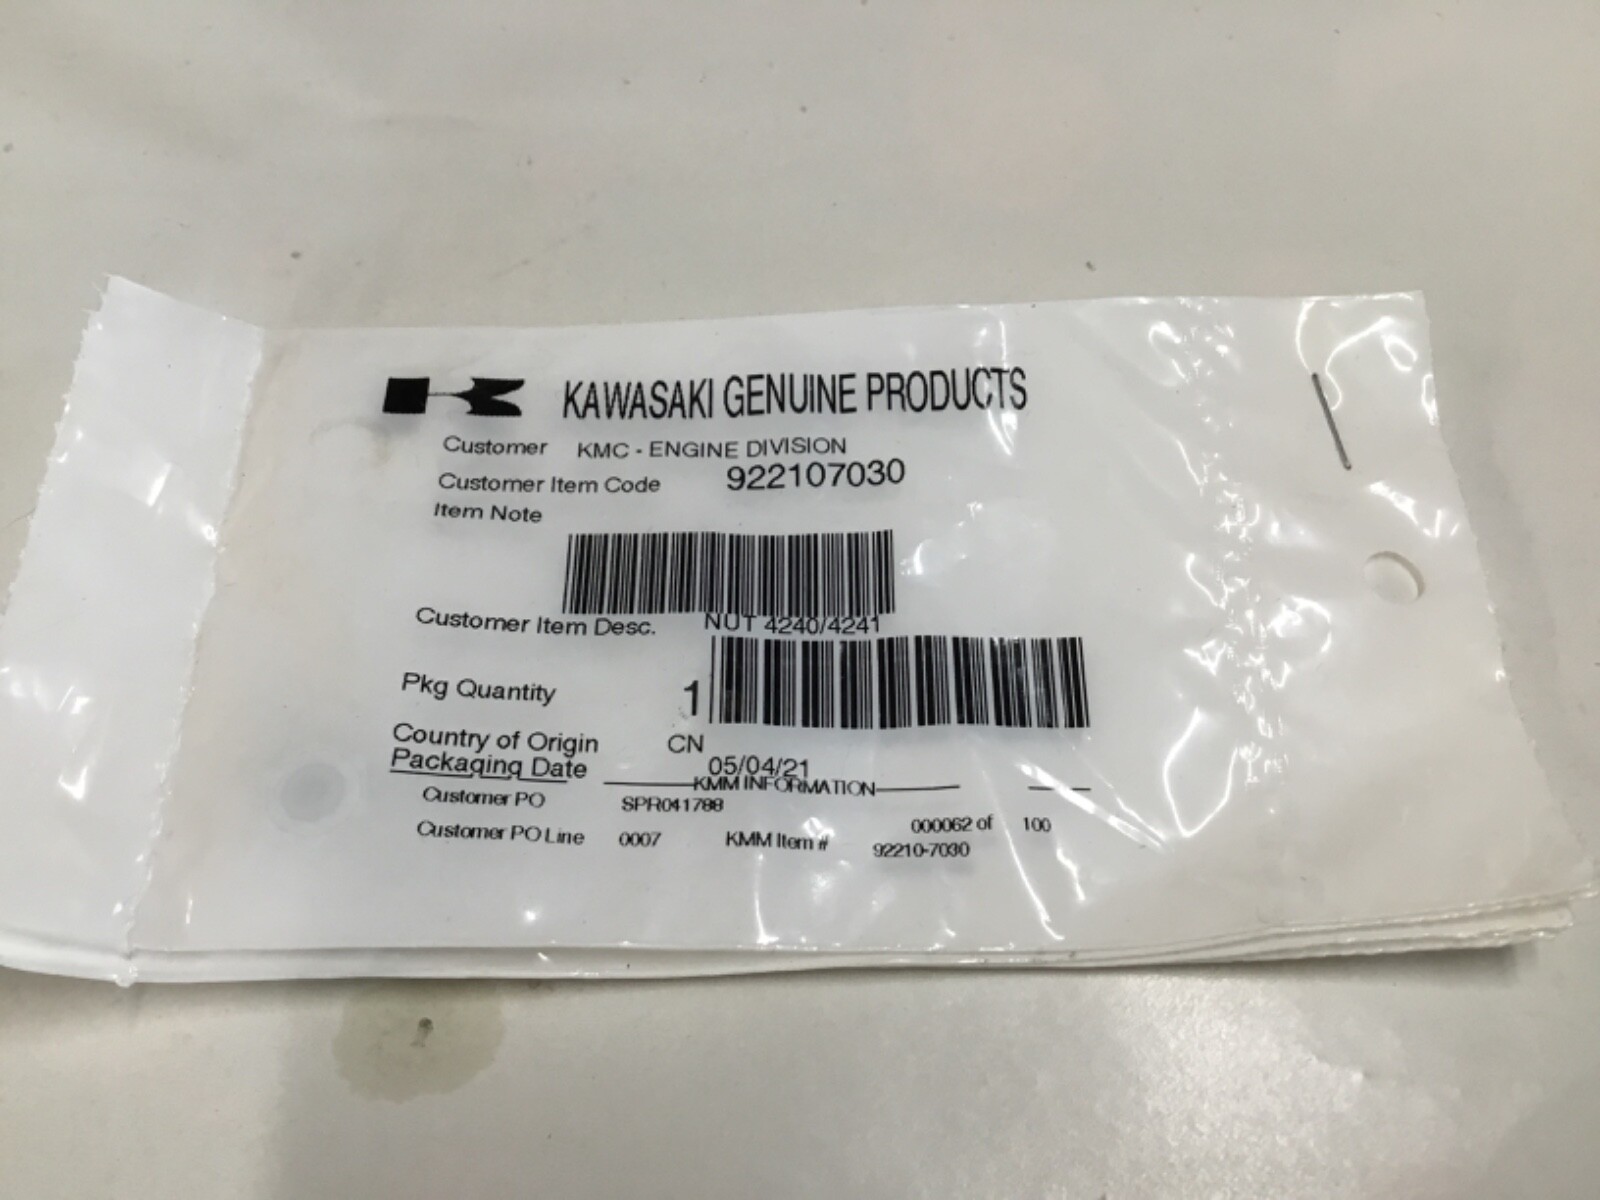 KAWASAKI GENUINE PRODUCTS
Customer KMC - ENGINE DIVISION
Customer Item Code 922107030
Item Note
Customer Item Desc. NUT 4240/4241
Pkg Quantity 1
Country of Origin CN
Packaging Date 05/04/21
KMM INFORMATION
Customer PO SPR041788
000062 of 100
Customer PO Line 0007 KMM Item # 92210-7030